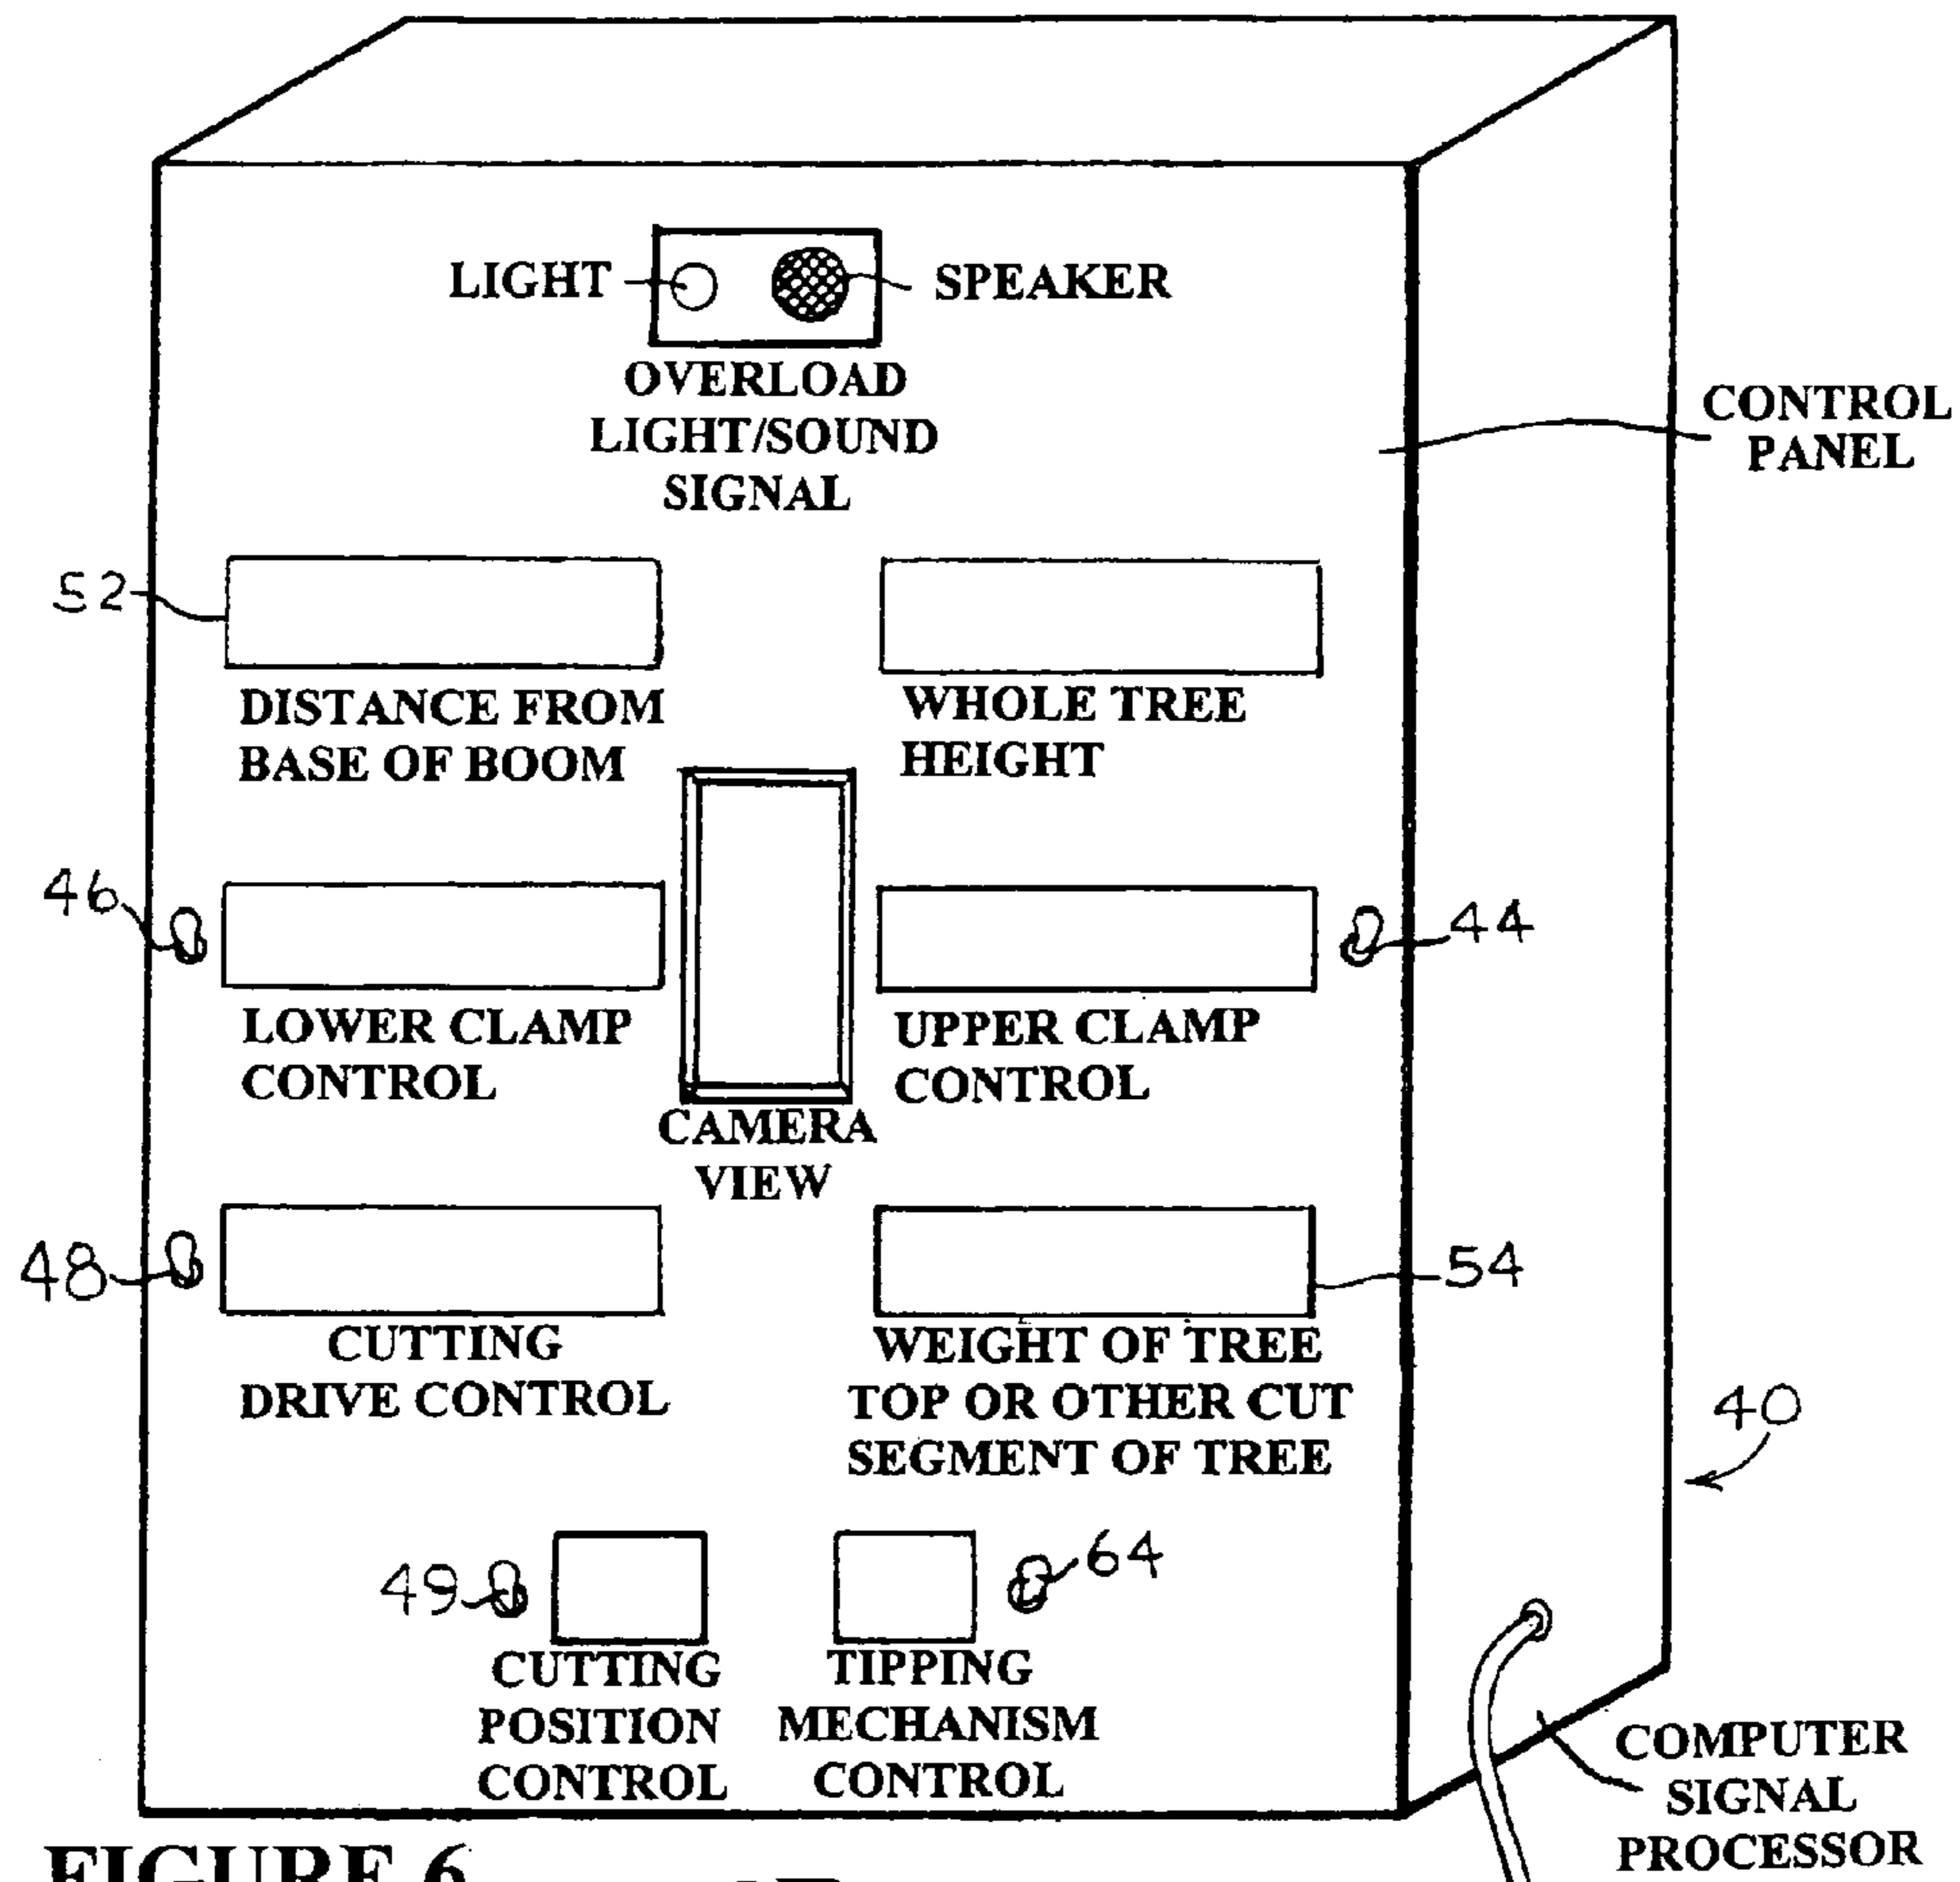 LIGHT
SPEAKER
OVERLOAD
LIGHT/SOUND
SIGNAL
CONTROL
PANEL
52
DISTANCE FROM
BASE OF BOOM
WHOLE TREE
HEIGHT
46
44
LOWER CLAMP
CONTROL
UPPER CLAMP
CONTROL
CAMERA
VIEW
48
54
CUTTING
DRIVE CONTROL
WEIGHT OF TREE
TOP OR OTHER CUT
SEGMENT OF TREE
40
49
64
CUTTING
POSITION
CONTROL
TIPPING
MECHANISM
CONTROL
COMPUTER
SIGNAL
PROCESSOR
FIGURE 6